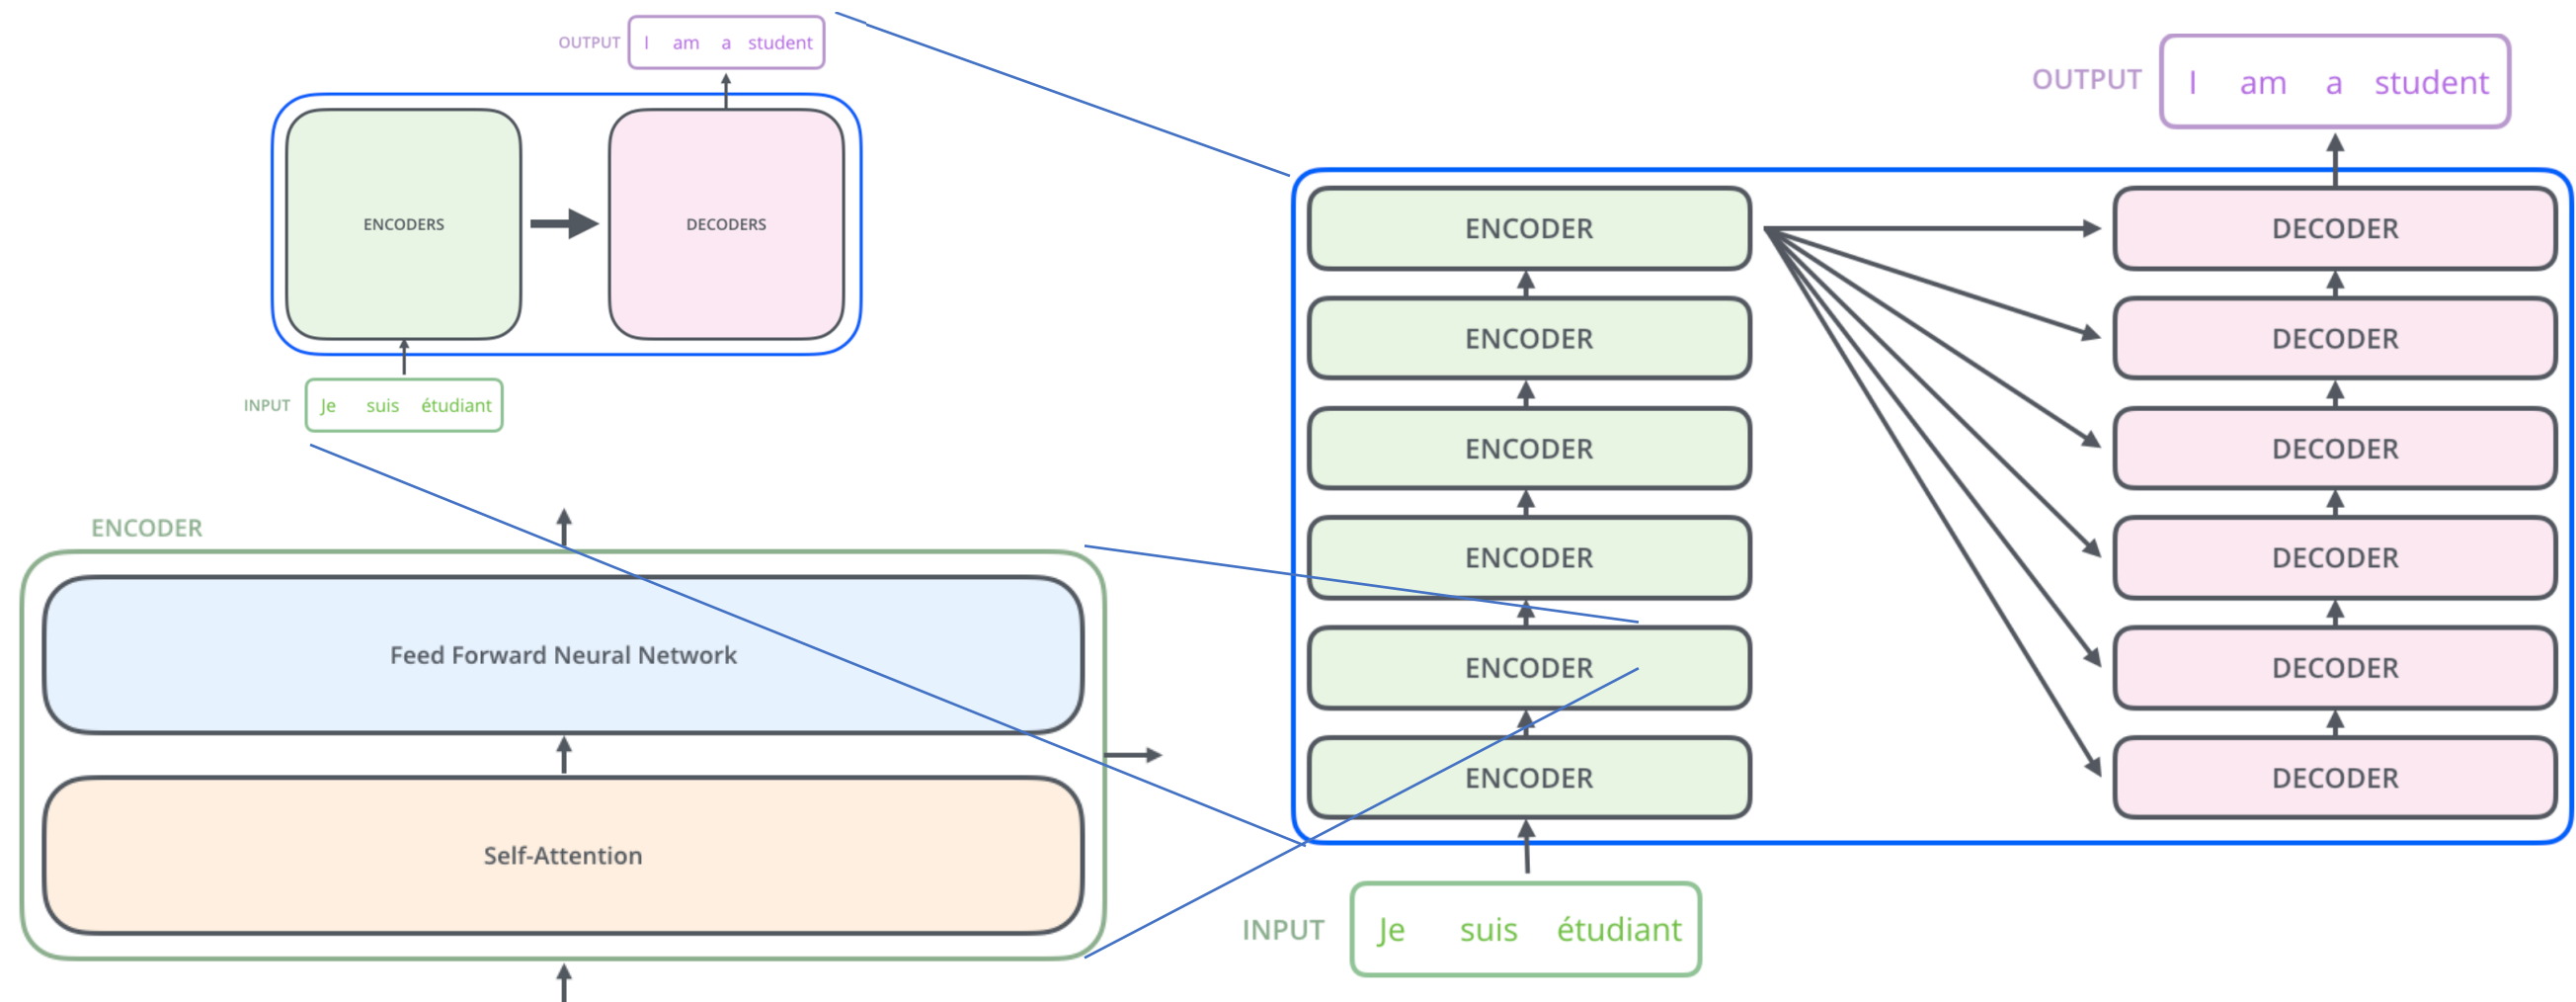 OUTPUT I am a student
ENCODERS DECODERS
INPUT Je suis étudiant
ENCODER
Feed Forward Neural Network
Self-Attention
OUTPUT I am a student
ENCODER DECODER
ENCODER DECODER
ENCODER DECODER
ENCODER DECODER
ENCODER DECODER
ENCODER DECODER
INPUT Je suis étudiant